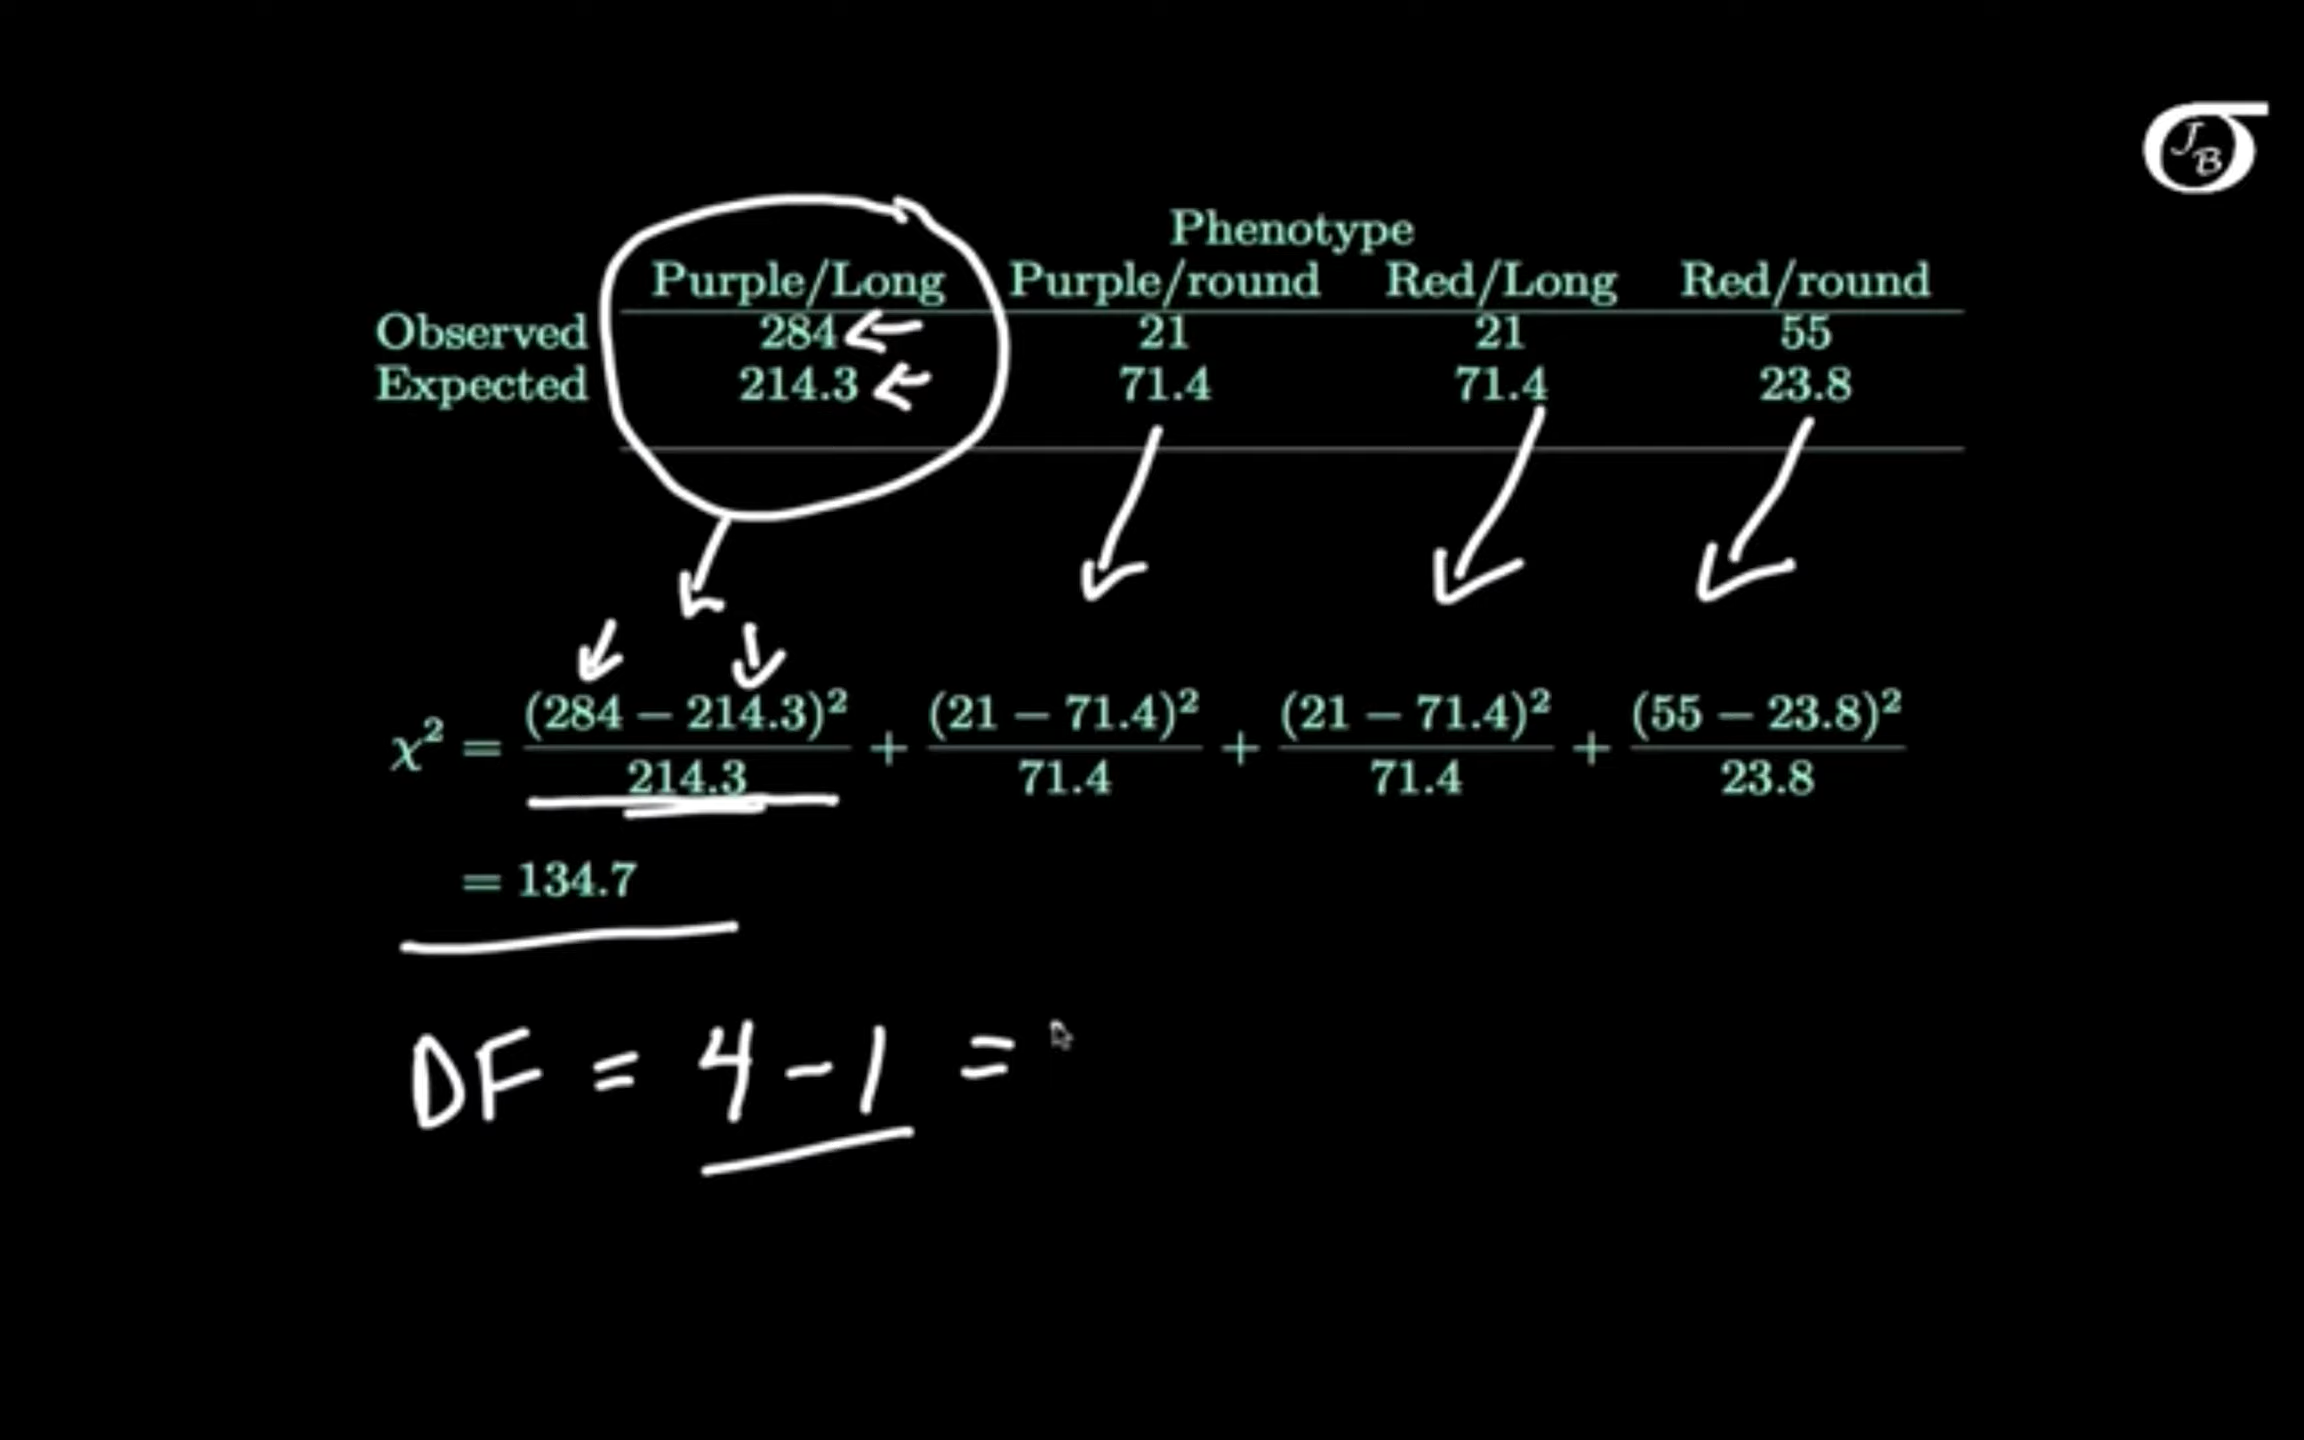 J B
Phenotype
Purple/Long Purple/round Red/Long Red/round
Observed 284 21 21 55
Expected 214.3 71.4 71.4 23.8
χ² = (284 − 214.3)²/214.3 + (21 − 71.4)²/71.4 + (21 − 71.4)²/71.4 + (55 − 23.8)²/23.8
= 134.7
DF = 4 - 1 =